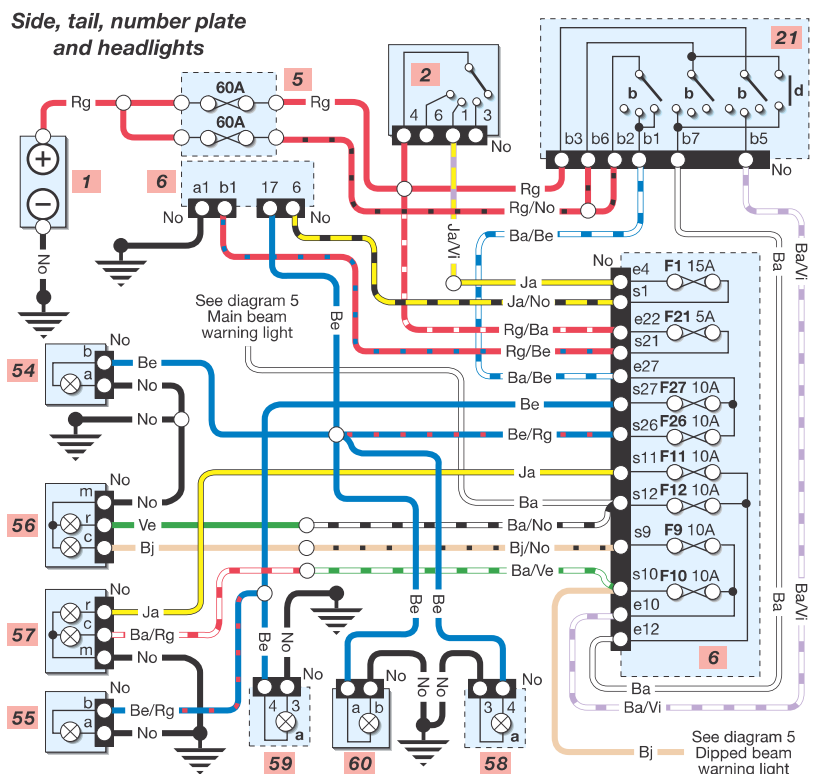 Side, tail, number plate
and headlights
5
60A
Rg
Rg
60A
1
No
2
4 6 1 3
No
21
b b b d
b3 b6 b2 b1 b7 b5
No
6
a1 b1 17 6
No
No
Rg
Rg/No
Ba/Be
Ja/Vi
Ba
Ba/Vi
No
Ja
Ja/No
Rg/Ba
Rg/Be
Ba/Be
Be
Be/Rg
Ja
Ba
Ba/No
Bj/No
Ba/Ve
e4 F1 15A
s1
e22 F21 5A
s21
e27
s27 F27 10A
s26 F26 10A
s11 F11 10A
s12 F12 10A
s9 F9 10A
s10 F10 10A
e10
e12
6
Ba
Ba/Vi
Ba
Ba/Vi
See diagram 5
Main beam
warning light
Be
54
No
b
a
Be
No
No
56
No
m
r
c
No
Ve
Bj
57
No
r
c
m
Ja
Ba/Rg
No
55
No
b
a
Be/Rg
No
Be
No
No
4 3
a
59
Be
Be
No
a b
60
No
No
No
3 4
a
58
Bj
See diagram 5
Dipped beam
warning light